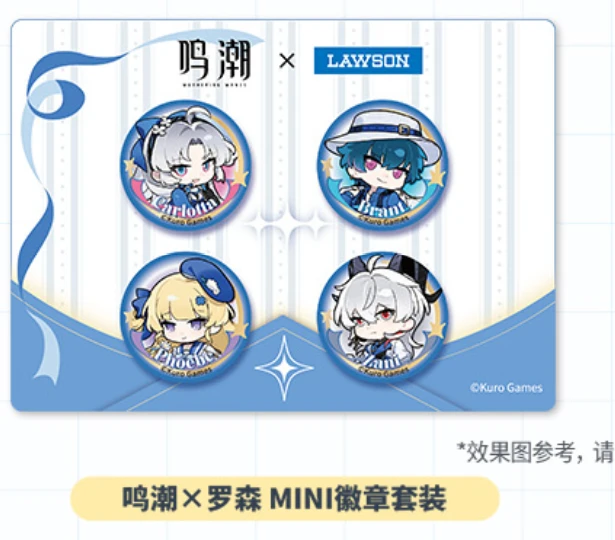 鸣潮 × LAWSON
WUTHERING WAVES
Carlotta
©Kuro Games
Brant
©Kuro Games
Phoebe
©Kuro Games
©Kuro Games
©Kuro Games
*效果图参考，请
鸣潮×罗森 MINI徽章套装